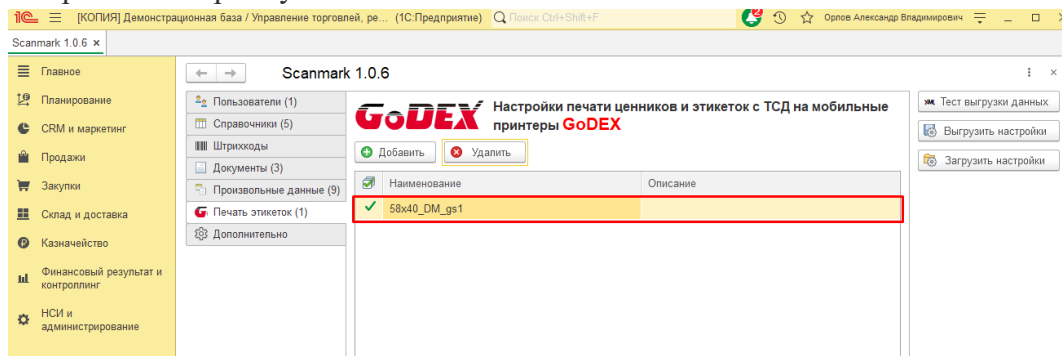 [КОПИЯ] Демонстрационная база / Управление торговлей, ре... (1С:Предприятие)
Поиск Ctrl+Shift+F
Орлов Александр Владимирович
Scanmark 1.0.6 ×
Главное
Планирование
CRM и маркетинг
Продажи
Закупки
Склад и доставка
Казначейство
Финансовый результат и
контроллинг
НСИ и
администрирование
Scanmark 1.0.6
Пользователи (1)
Справочники (5)
Штрихкоды
Документы (3)
Произвольные данные (9)
Печать этикеток (1)
Дополнительно
GoDEX
Настройки печати ценников и этикеток с ТСД на мобильные
принтеры GoDEX
Добавить
Удалить
Наименование
Описание
58x40_DM_gs1
Тест выгрузки данных
Выгрузить настройки
Загрузить настройки